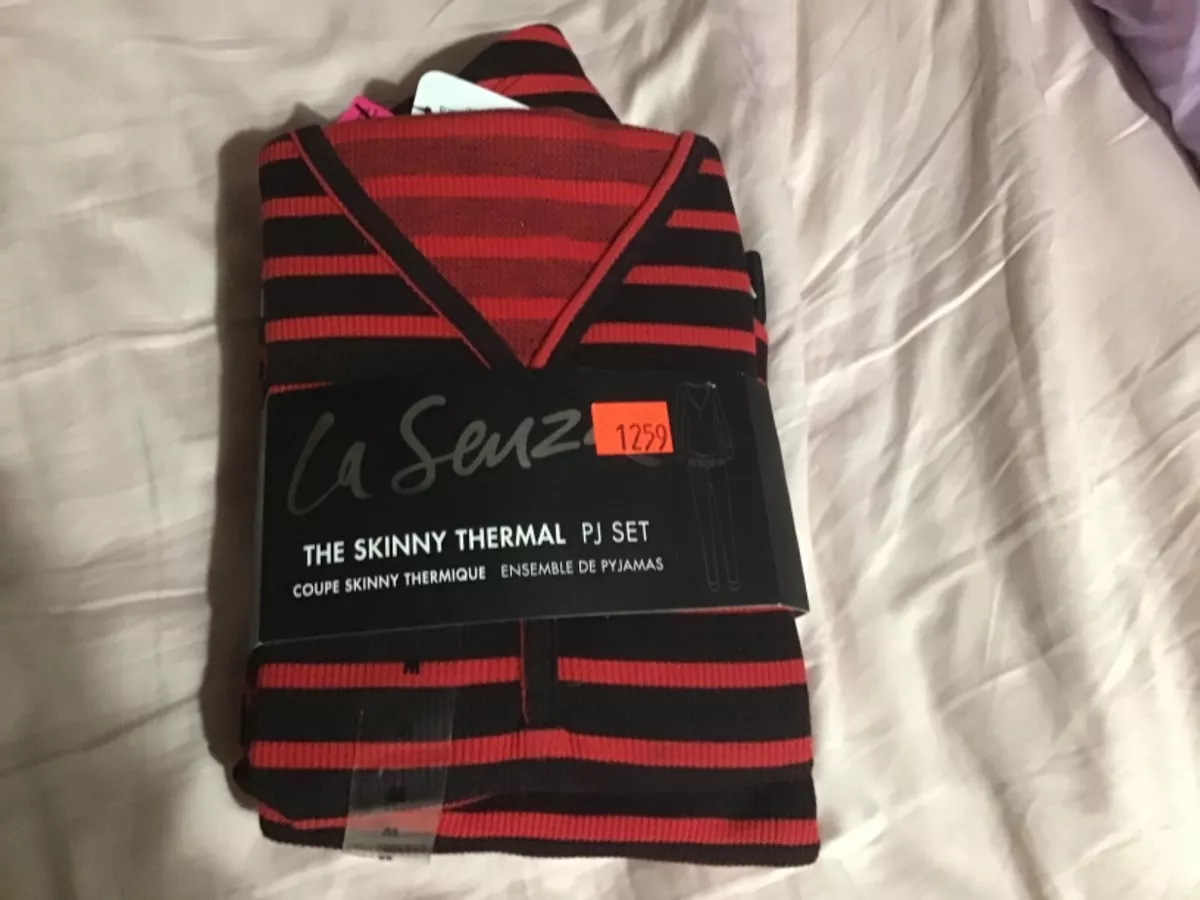 La Senz
1259
THE SKINNY THERMAL PJ SET
COUPE SKINNY THERMIQUE ENSEMBLE DE PYJAMAS